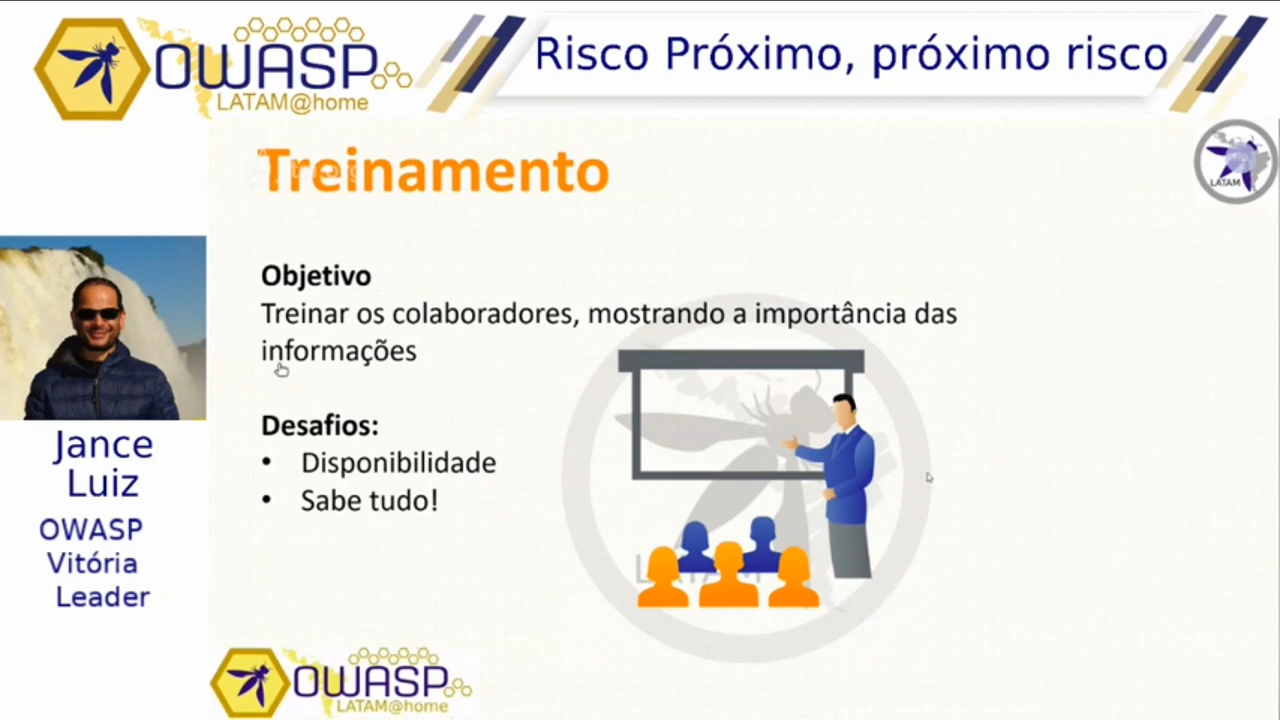 OWASP
LATAM@home
Risco Próximo, próximo risco
Treinamento
LATAM
Objetivo
Treinar os colaboradores, mostrando a importância das
informações
Desafios:
• Disponibilidade
• Sabe tudo!
Jance
Luiz
OWASP
Vitória
Leader
LATAM
OWASP
LATAM@home